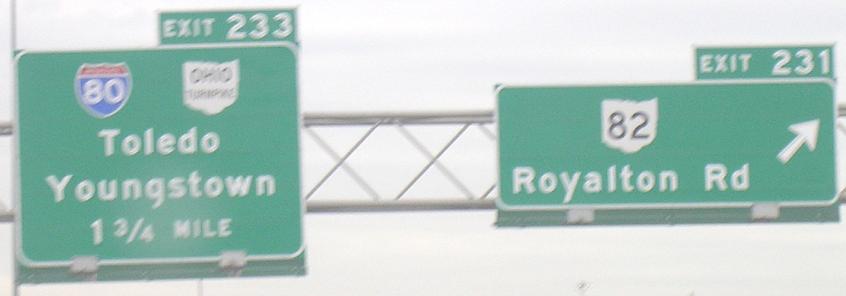 EXIT 233
80
OHIO
TURNPIKE
Toledo
Youngstown
1 3/4 MILE
EXIT 231
82
Royalton Rd